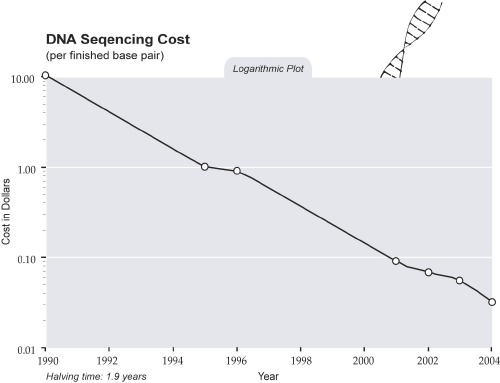 DNA Seqencing Cost
(per finished base pair)
Logarithmic Plot
10.00
1.00
0.10
0.01
Cost in Dollars
1990 1992 1994 1996 1998 2000 2002 2004
Halving time: 1.9 years
Year